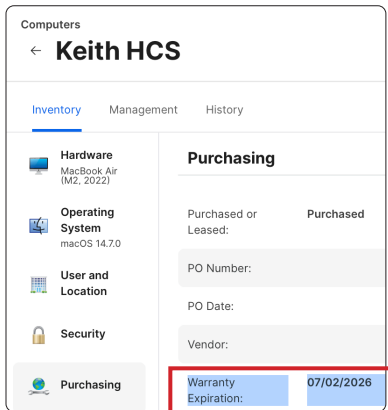 Computers
← Keith HCS
Inventory Management History
Hardware
MacBook Air
(M2, 2022)
Operating
System
macOS 14.7.0
User and
Location
Security
Purchasing
Purchasing
Purchased or Purchased
Leased:
PO Number:
PO Date:
Vendor:
Warranty 07/02/2026
Expiration: